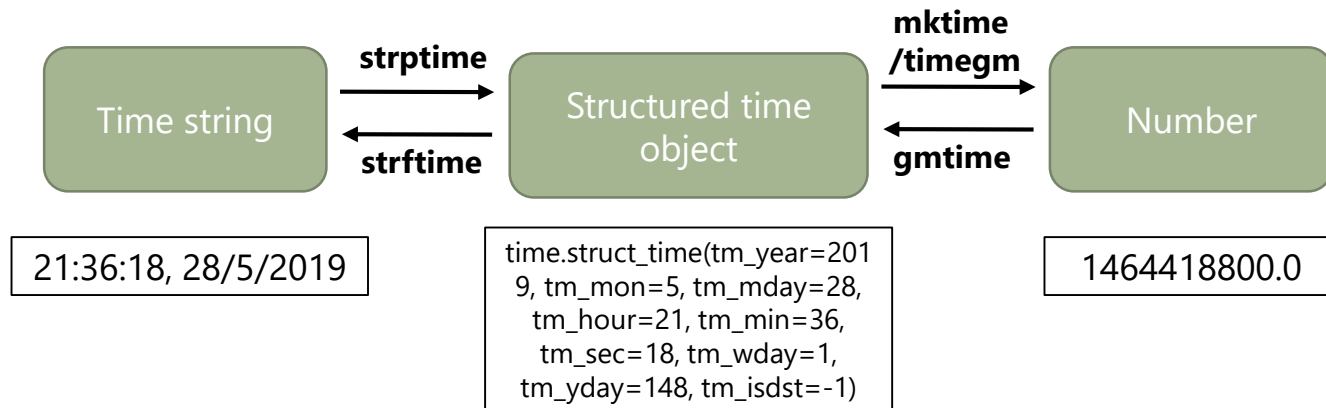 mktime
/timegm
strptime
Time string
Structured time
object
Number
strftime
gmtime
21:36:18, 28/5/2019
time.struct_time(tm_year=201
9, tm_mon=5, tm_mday=28,
tm_hour=21, tm_min=36,
tm_sec=18, tm_wday=1,
tm_yday=148, tm_isdst=-1)
1464418800.0